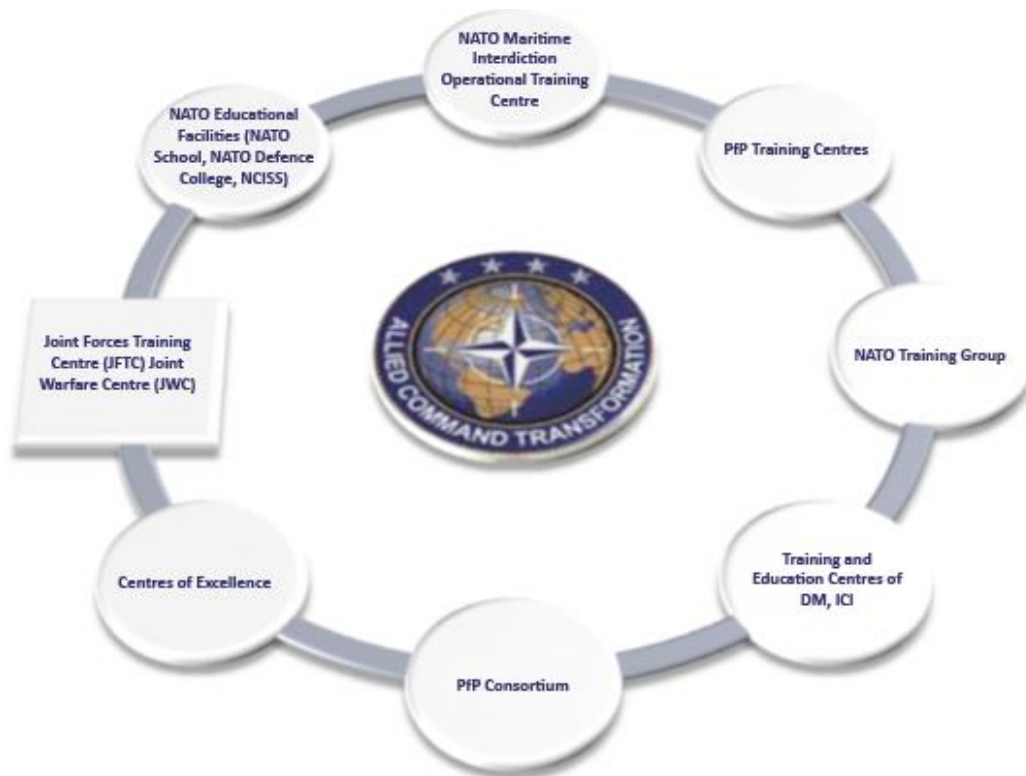 NATO Maritime
Interdiction
Operational Training
Centre
PfP Training Centres
NATO Training Group
Training and
Education Centres of
DM, ICI
PfP Consortium
Centres of Excellence
Joint Forces Training
Centre (JFTC) Joint
Warfare Centre (JWC)
NATO Educational
Facilities (NATO
School, NATO Defence
College, NCISS)
ALLIED COMMAND TRANSFORMATION